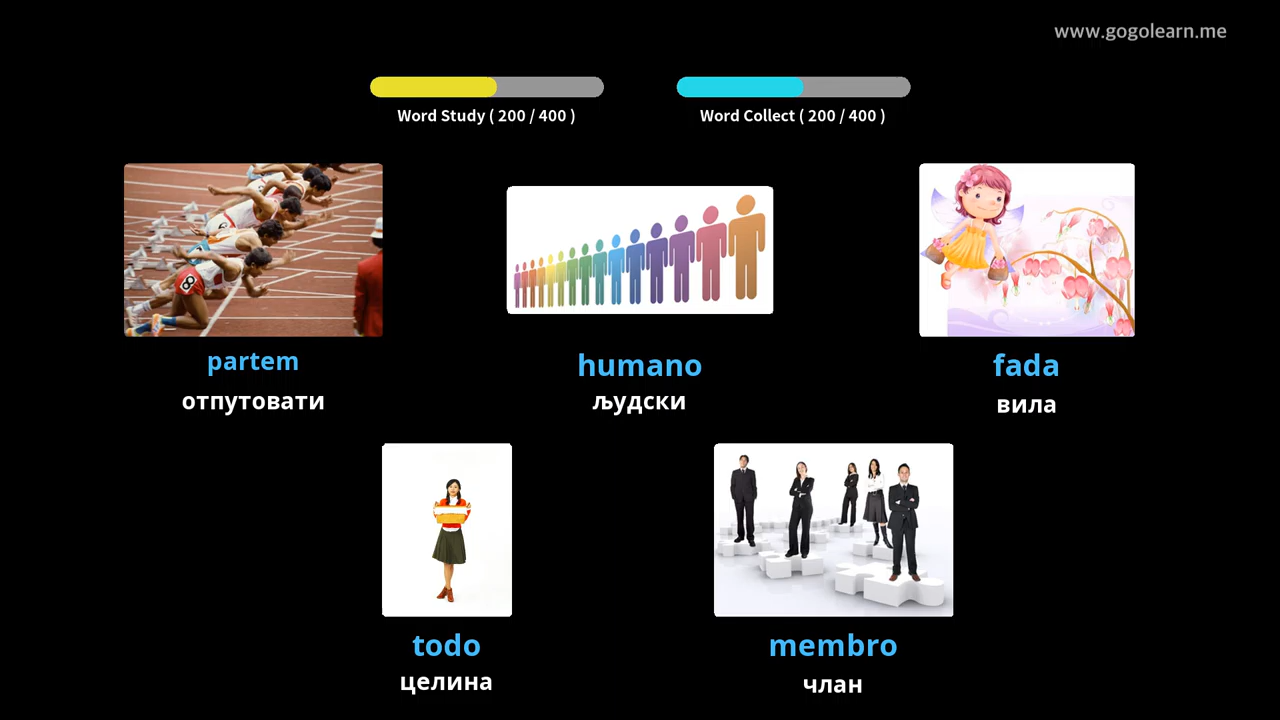 www.gogolearn.me
Word Study ( 200 / 400 )
Word Collect ( 200 / 400 )
partem
отпутовати
humano
људски
fada
вила
todo
целина
membro
члан